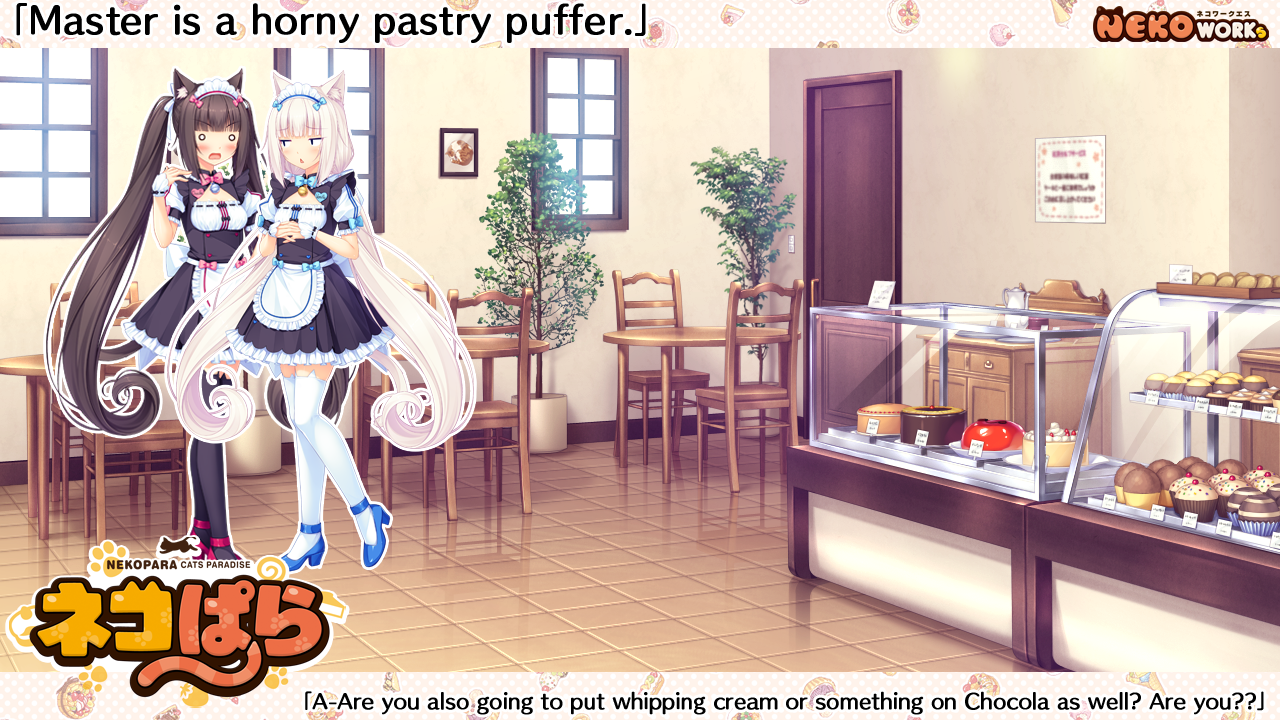 「Master is a horny pastry puffer.」
ネコワークエス
NEKO WORKs
NEKOPARA CATS PARADISE
ネコぱら
「A-Are you also going to put whipping cream or something on Chocola as well? Are you??」